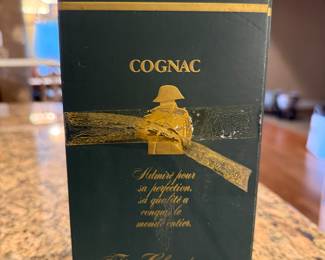 COGNAC
Admiré pour
sa perfection,
sa qualité a
conquis le
monde entier.